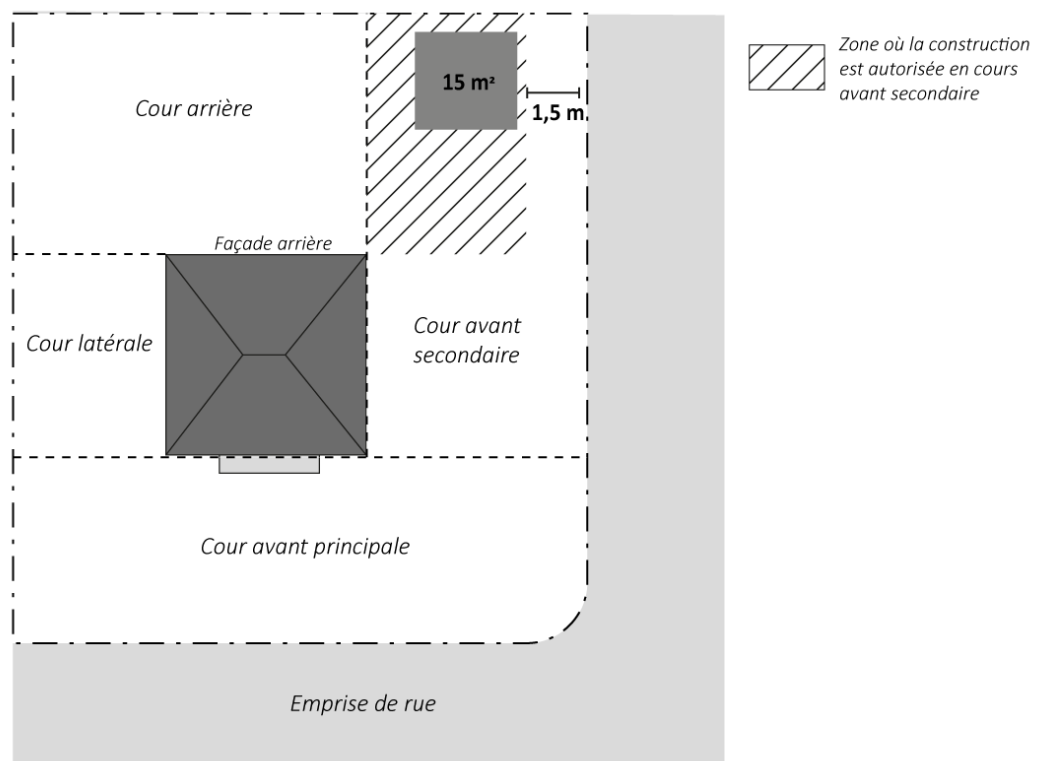 Zone où la construction
est autorisée en cours
avant secondaire
15 m²
Cour arrière
1,5 m
Façade arrière
Cour avant
secondaire
Cour latérale
Cour avant principale
Emprise de rue